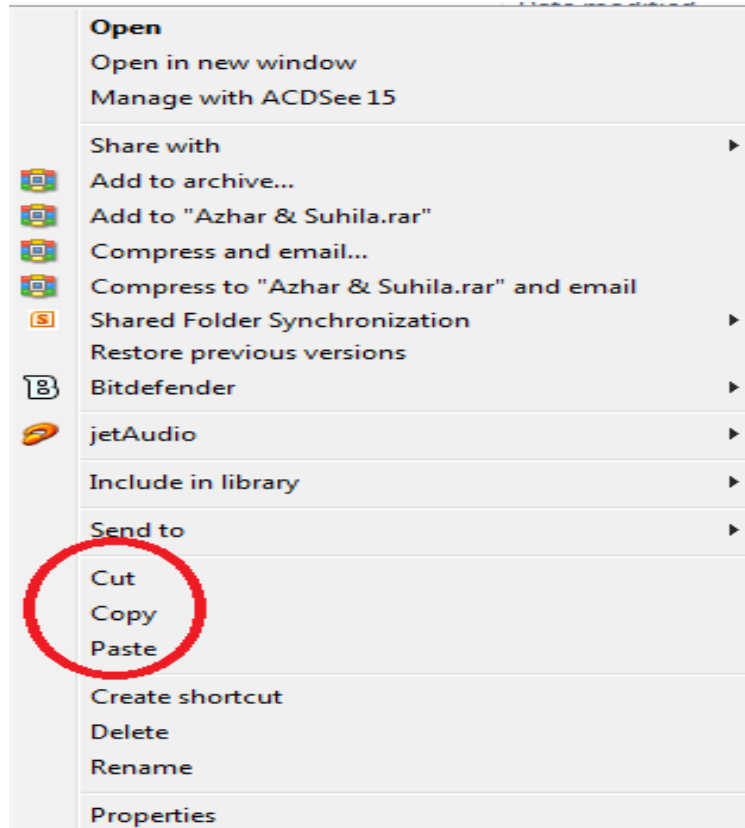 Open
Open in new window
Manage with ACDSee 15
Share with
Add to archive...
Add to "Azhar & Suhila.rar"
Compress and email...
Compress to "Azhar & Suhila.rar" and email
Shared Folder Synchronization
Restore previous versions
Bitdefender
jetAudio
Include in library
Send to
Cut
Copy
Paste
Create shortcut
Delete
Rename
Properties